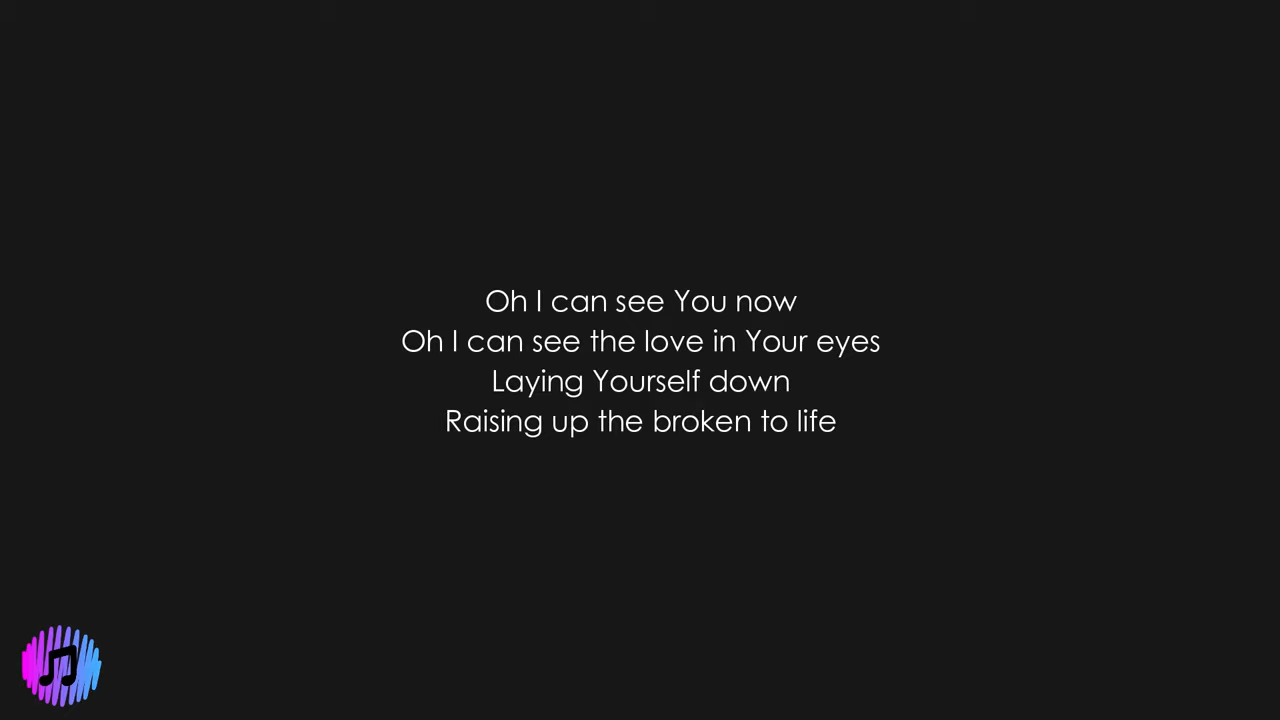 Oh I can see You now
Oh I can see the love in Your eyes
Laying Yourself down
Raising up the broken to life